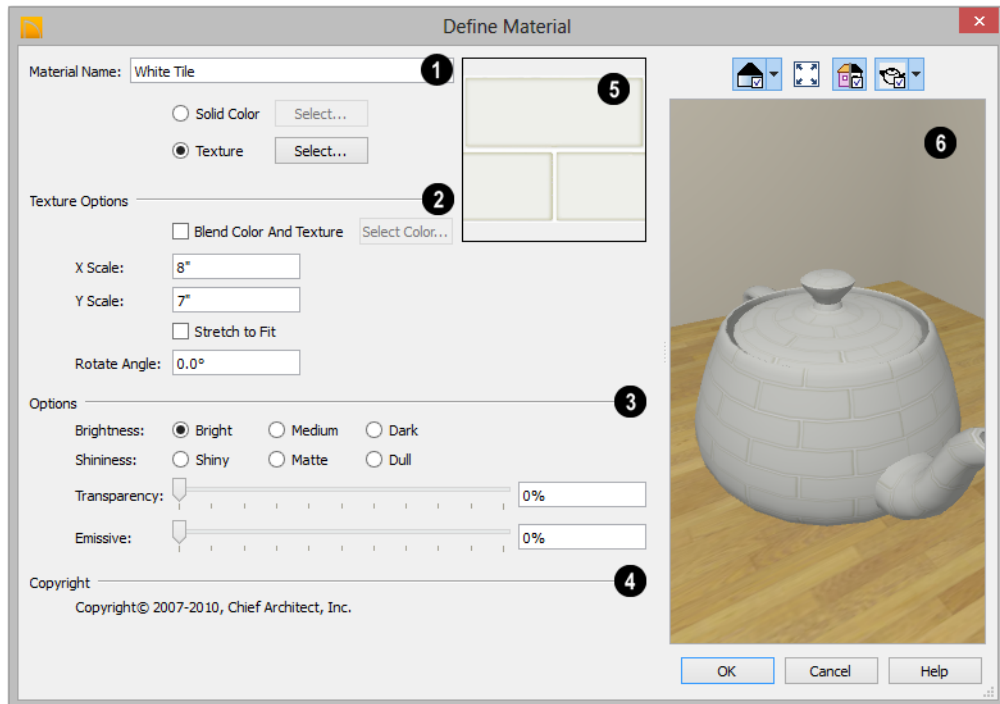 Define Material
Material Name: White Tile 1
Solid Color Select...
Texture Select...
Texture Options 2
Blend Color And Texture Select Color...
X Scale: 8"
Y Scale: 7"
Stretch to Fit
Rotate Angle: 0.0°
Options 3
Brightness: Bright Medium Dark
Shininess: Shiny Matte Dull
Transparency: 0%
Emissive: 0%
Copyright 4
Copyright© 2007-2010, Chief Architect, Inc.
5
6
OK Cancel Help